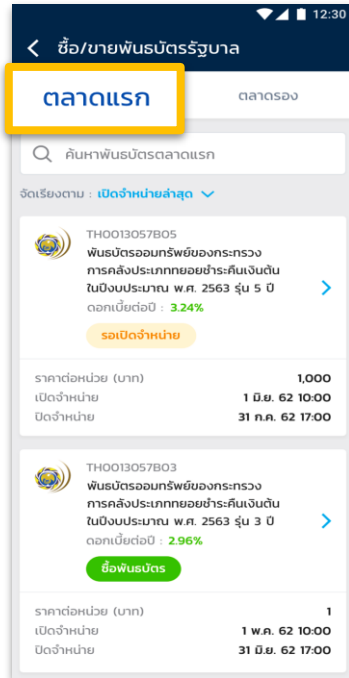 12:30
ซื้อ/ขายพันธบัตรรัฐบาล
ตลาดแรก
ตลาดรอง
ค้นหาพันธบัตรตลาดแรก
จัดเรียงตาม : เปิดจำหน่ายล่าสุด
TH0013057B05
พันธบัตรออมทรัพย์ของกระทรวง
การคลังประเภททยอยชำระคืนเงินต้น
ในปีงบประมาณ พ.ศ. 2563 รุ่น 5 ปี
ดอกเบี้ยต่อปี : 3.24%
รอเปิดจำหน่าย
ราคาต่อหน่วย (บาท) 1,000
เปิดจำหน่าย 1 มิ.ย. 62 10:00
ปิดจำหน่าย 31 ก.ค. 62 17:00
TH0013057B03
พันธบัตรออมทรัพย์ของกระทรวง
การคลังประเภททยอยชำระคืนเงินต้น
ในปีงบประมาณ พ.ศ. 2563 รุ่น 3 ปี
ดอกเบี้ยต่อปี : 2.96%
ซื้อพันธบัตร
ราคาต่อหน่วย (บาท) 1
เปิดจำหน่าย 1 พ.ค. 62 10:00
ปิดจำหน่าย 31 มิ.ย. 62 17:00